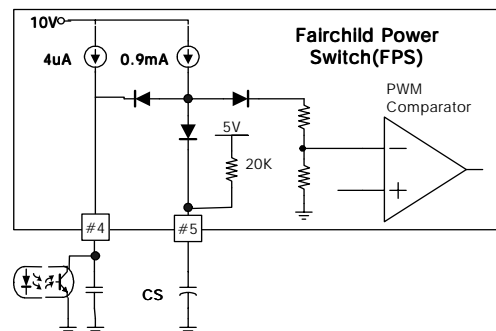 10V
Fairchild Power
Switch(FPS)
4uA
0.9mA
PWM
Comparator
5V
20K
−
+
#4
#5
CS